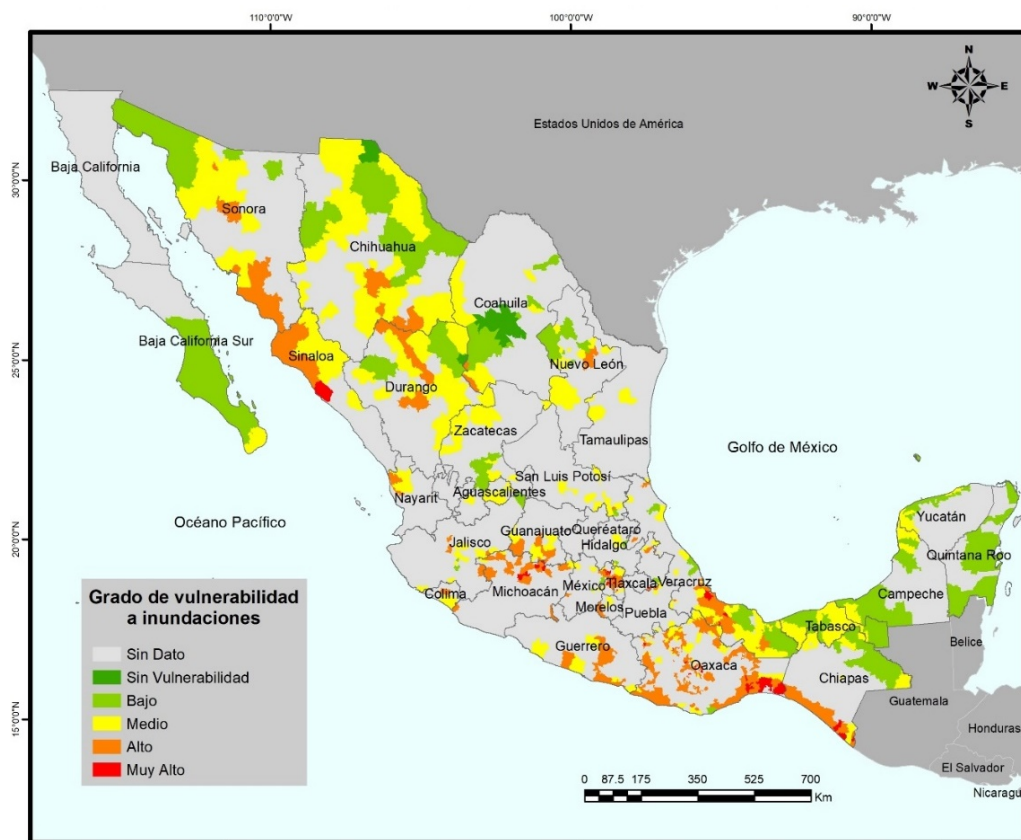 110°0'0"W
100°0'0"W
90°0'0"W
30°0'0"N
25°0'0"N
20°0'0"N
15°0'0"N
N
W
E
S
Estados Unidos de América
Baja California
Sonora
Chihuahua
Coahuila
Baja California Sur
Sinaloa
Nuevo León
Durango
Zacatecas
Tamaulipas
Golfo de México
San Luis Potosí
Nayarit
Aguascalientes
Yucatán
Océano Pacífico
Guanajuato
Querétaro
Jalisco
Hidalgo
Quintana Roo
Colima
Michoacán
México
Tlaxcala
Veracruz
Campeche
Morelos
Puebla
Tabasco
Guerrero
Oaxaca
Belice
Chiapas
Guatemala
Honduras
El Salvador
Nicaragu
Grado de vulnerabilidad
a inundaciones
Sin Dato
Sin Vulnerabilidad
Bajo
Medio
Alto
Muy Alto
0 87.5 175 350 525 700
Km